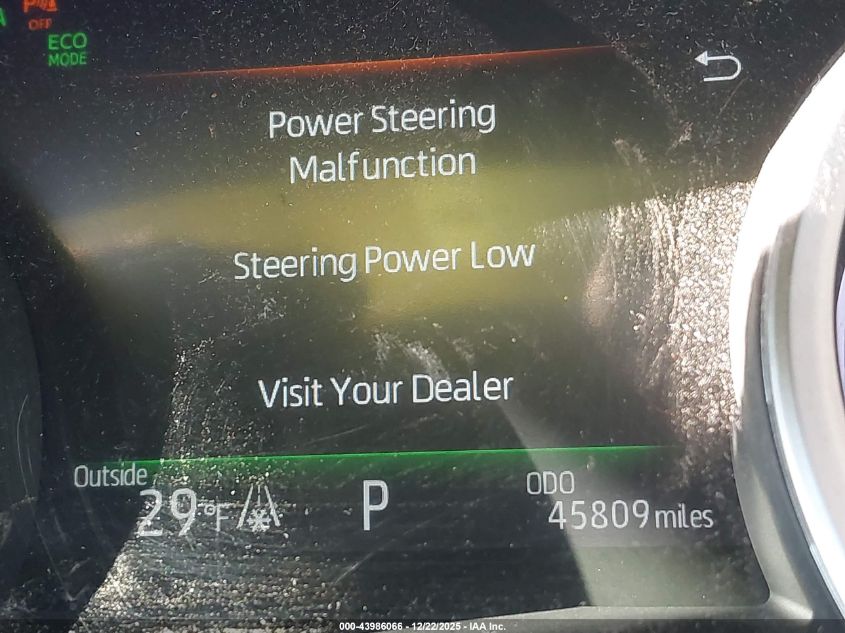 OFF
ECO
MODE
Power Steering
Malfunction
Steering Power Low
Visit Your Dealer
Outside
29°F
P
ODO
45809 miles
000-43986066 - 12/22/2025 - IAA Inc.